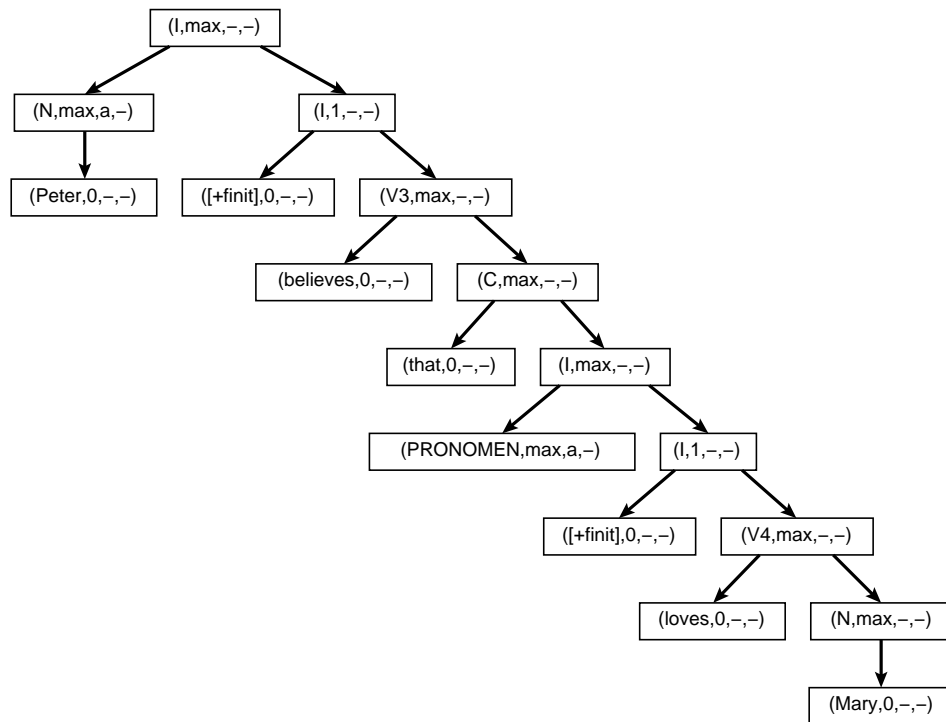 (I,max,−,−)
(N,max,a,−) (I,1,−,−)
(Peter,0,−,−) ([+finit],0,−,−) (V3,max,−,−)
(believes,0,−,−) (C,max,−,−)
(that,0,−,−) (I,max,−,−)
(PRONOMEN,max,a,−) (I,1,−,−)
([+finit],0,−,−) (V4,max,−,−)
(loves,0,−,−) (N,max,−,−)
(Mary,0,−,−)